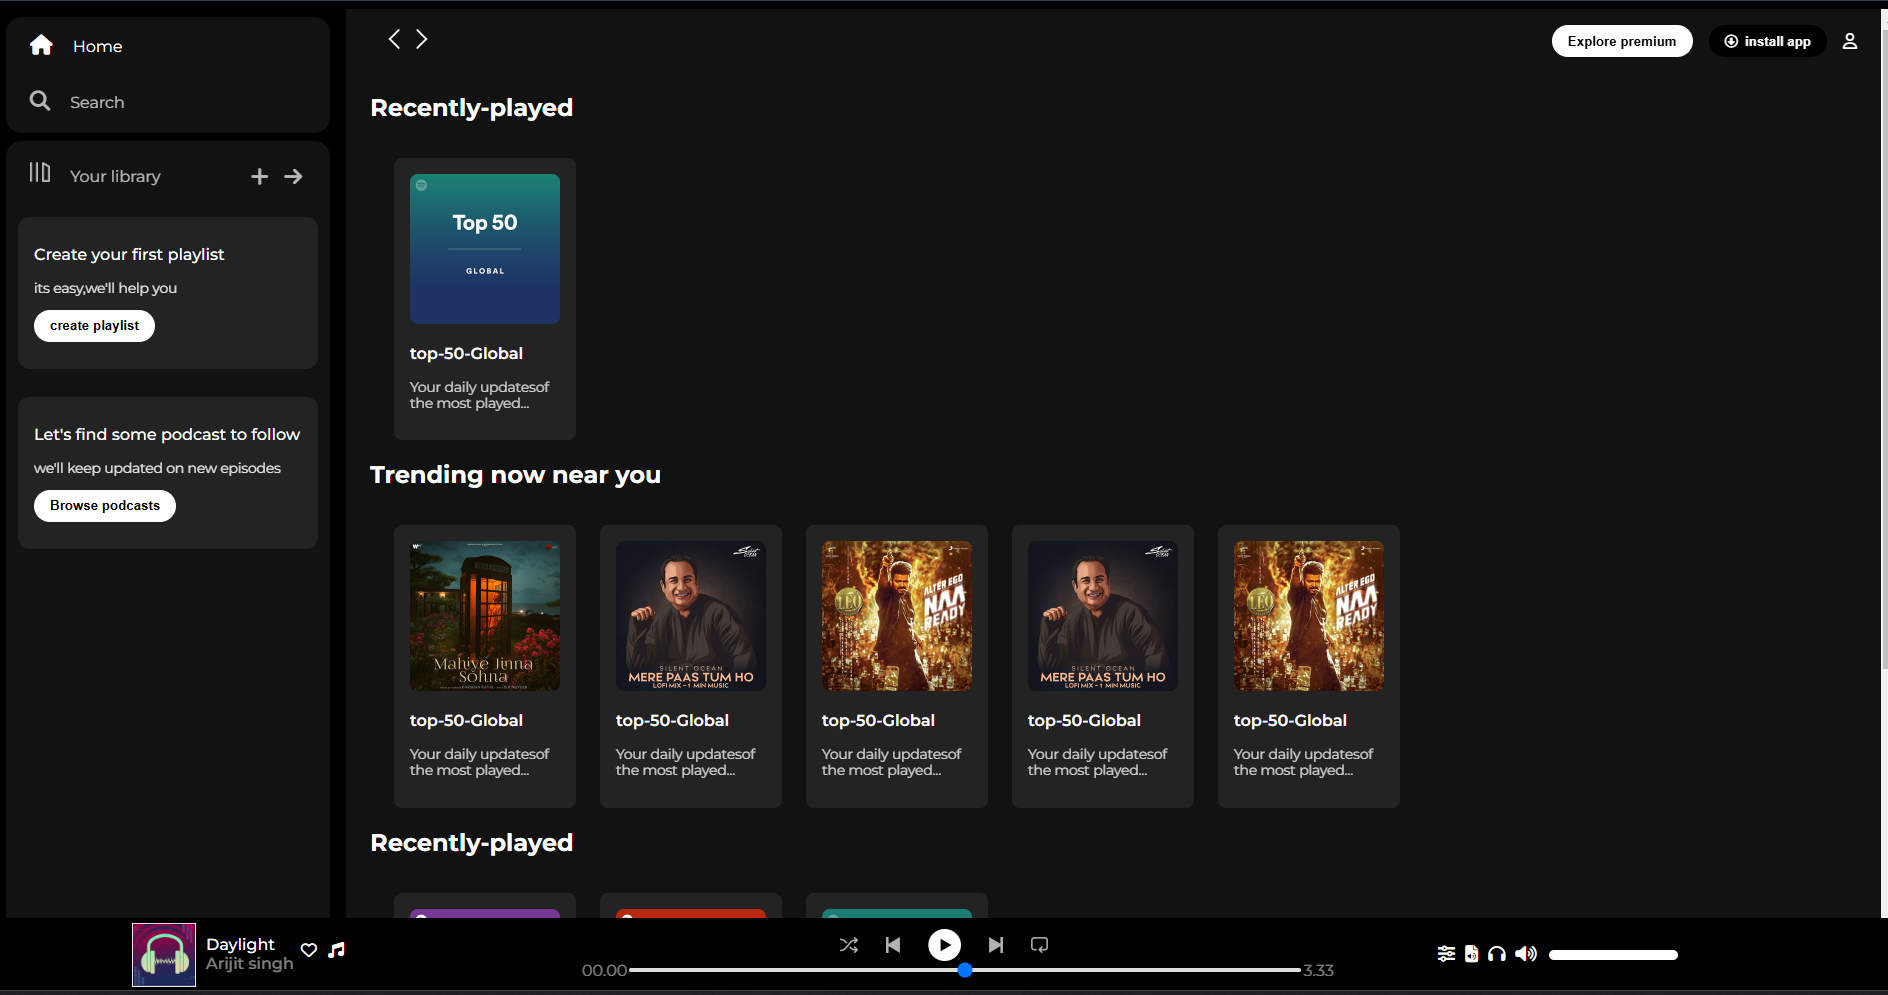 Home
Search
Your library
Create your first playlist
its easy,we'll help you
create playlist
Let's find some podcast to follow
we'll keep updated on new episodes
Browse podcasts
Explore premium
install app
Recently-played
Top 50
GLOBAL
top-50-Global
Your daily updatesof
the most played...
Trending now near you
Mahiye Jinna
Sohna
top-50-Global
Your daily updatesof
the most played...
SILENT OCEAN
MERE PAAS TUM HO
LOFI MIX - 1 MIN MUSIC
top-50-Global
Your daily updatesof
the most played...
LEO
ALTER EGO
NAA
READY
top-50-Global
Your daily updatesof
the most played...
SILENT OCEAN
MERE PAAS TUM HO
LOFI MIX - 1 MIN MUSIC
top-50-Global
Your daily updatesof
the most played...
LEO
ALTER EGO
NAA
READY
top-50-Global
Your daily updatesof
the most played...
Recently-played
Daylight
Arijit singh
00.00
3.33